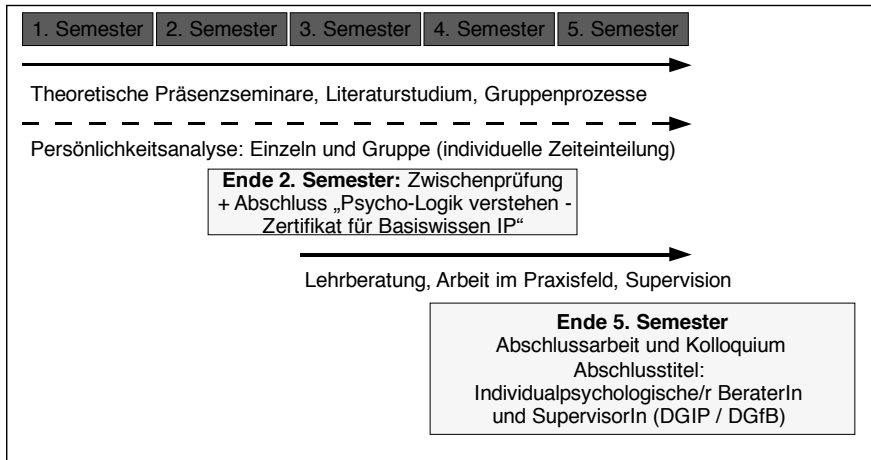 1. Semester 2. Semester 3. Semester 4. Semester 5. Semester
Theoretische Präsenzseminare, Literaturstudium, Gruppenprozesse
Persönlichkeitsanalyse: Einzeln und Gruppe (individuelle Zeiteinteilung)
Ende 2. Semester: Zwischenprüfung
+ Abschluss „Psycho-Logik verstehen -
Zertifikat für Basiswissen IP“
Lehrberatung, Arbeit im Praxisfeld, Supervision
Ende 5. Semester
Abschlussarbeit und Kolloquium
Abschlusstitel:
Individualpsychologische/r BeraterIn
und SupervisorIn (DGIP / DGfB)